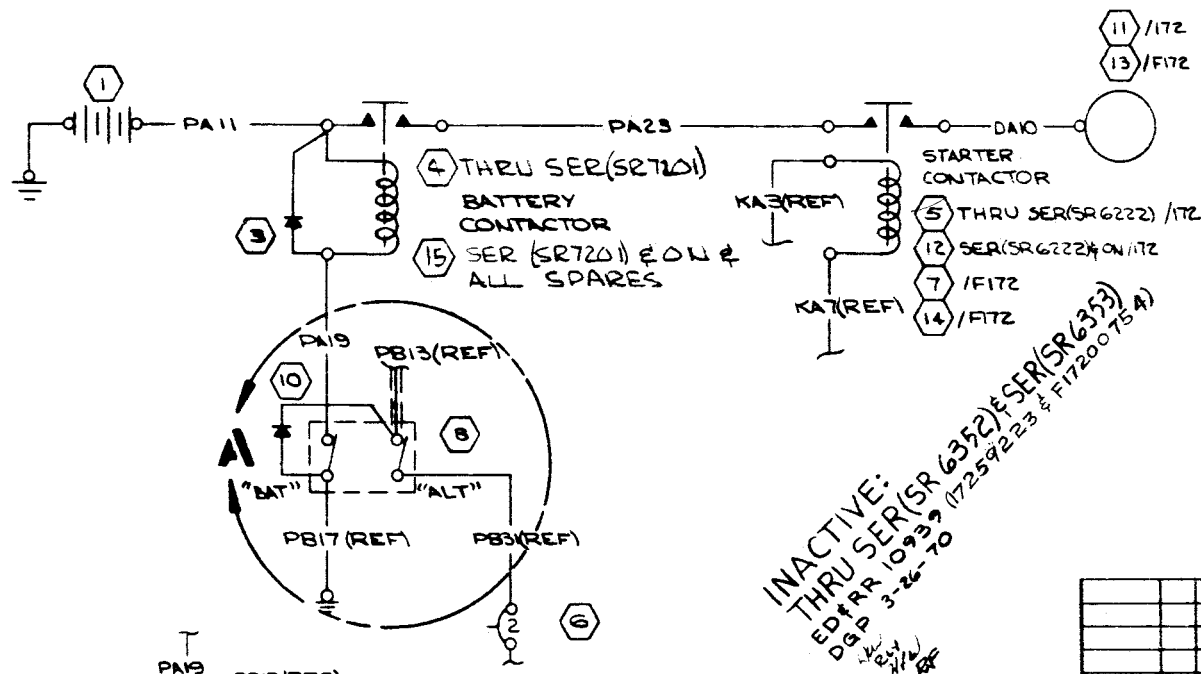 11 /172
13 /F172
1
PA11
PA23
DA10
4 THRU SER(SR7201)
BATTERY
CONTACTOR
15 SER (SR7201) & ON &
ALL SPARES
3
KA3(REF)
KA7(REF)
STARTER
CONTACTOR
5 THRU SER(SR6222) /172
12 SER(SR6222)& ON /172
7 /F172
14 /F172
PA19
PB13(REF)
10
8
A
"BAT"
"ALT"
PB17 (REF)
PB31(REF)
2
6
INACTIVE:
THRU SER(SR 6352) & SER(SR6353)
ED&RR 10939 (17259223 & F17200754)
DGP 3-26-70
PA19